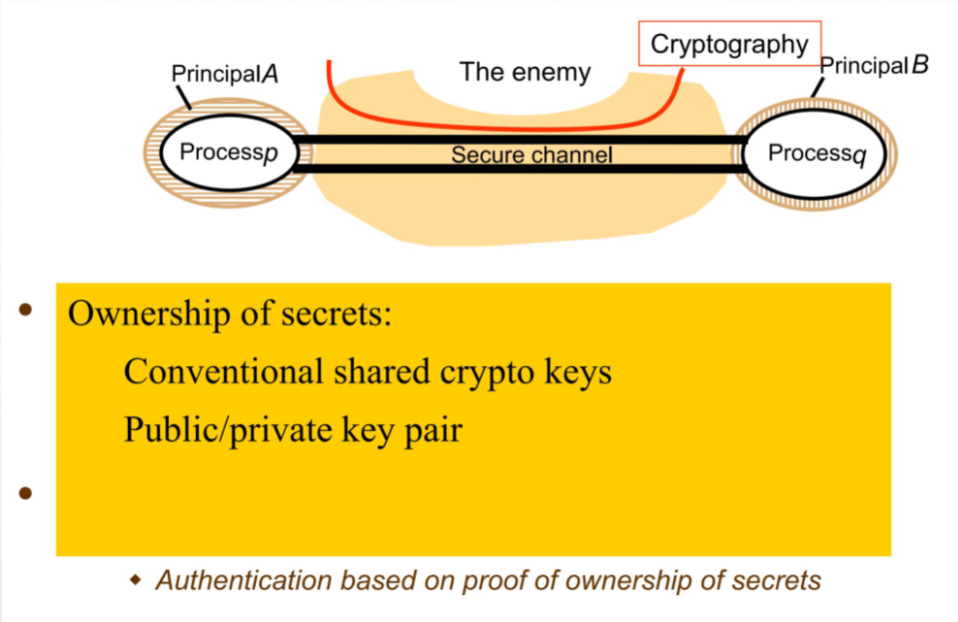 Cryptography
The enemy
Principal A
Principal B
Process p
Secure channel
Process q
• Ownership of secrets:
Conventional shared crypto keys
Public/private key pair
•
◆ Authentication based on proof of ownership of secrets